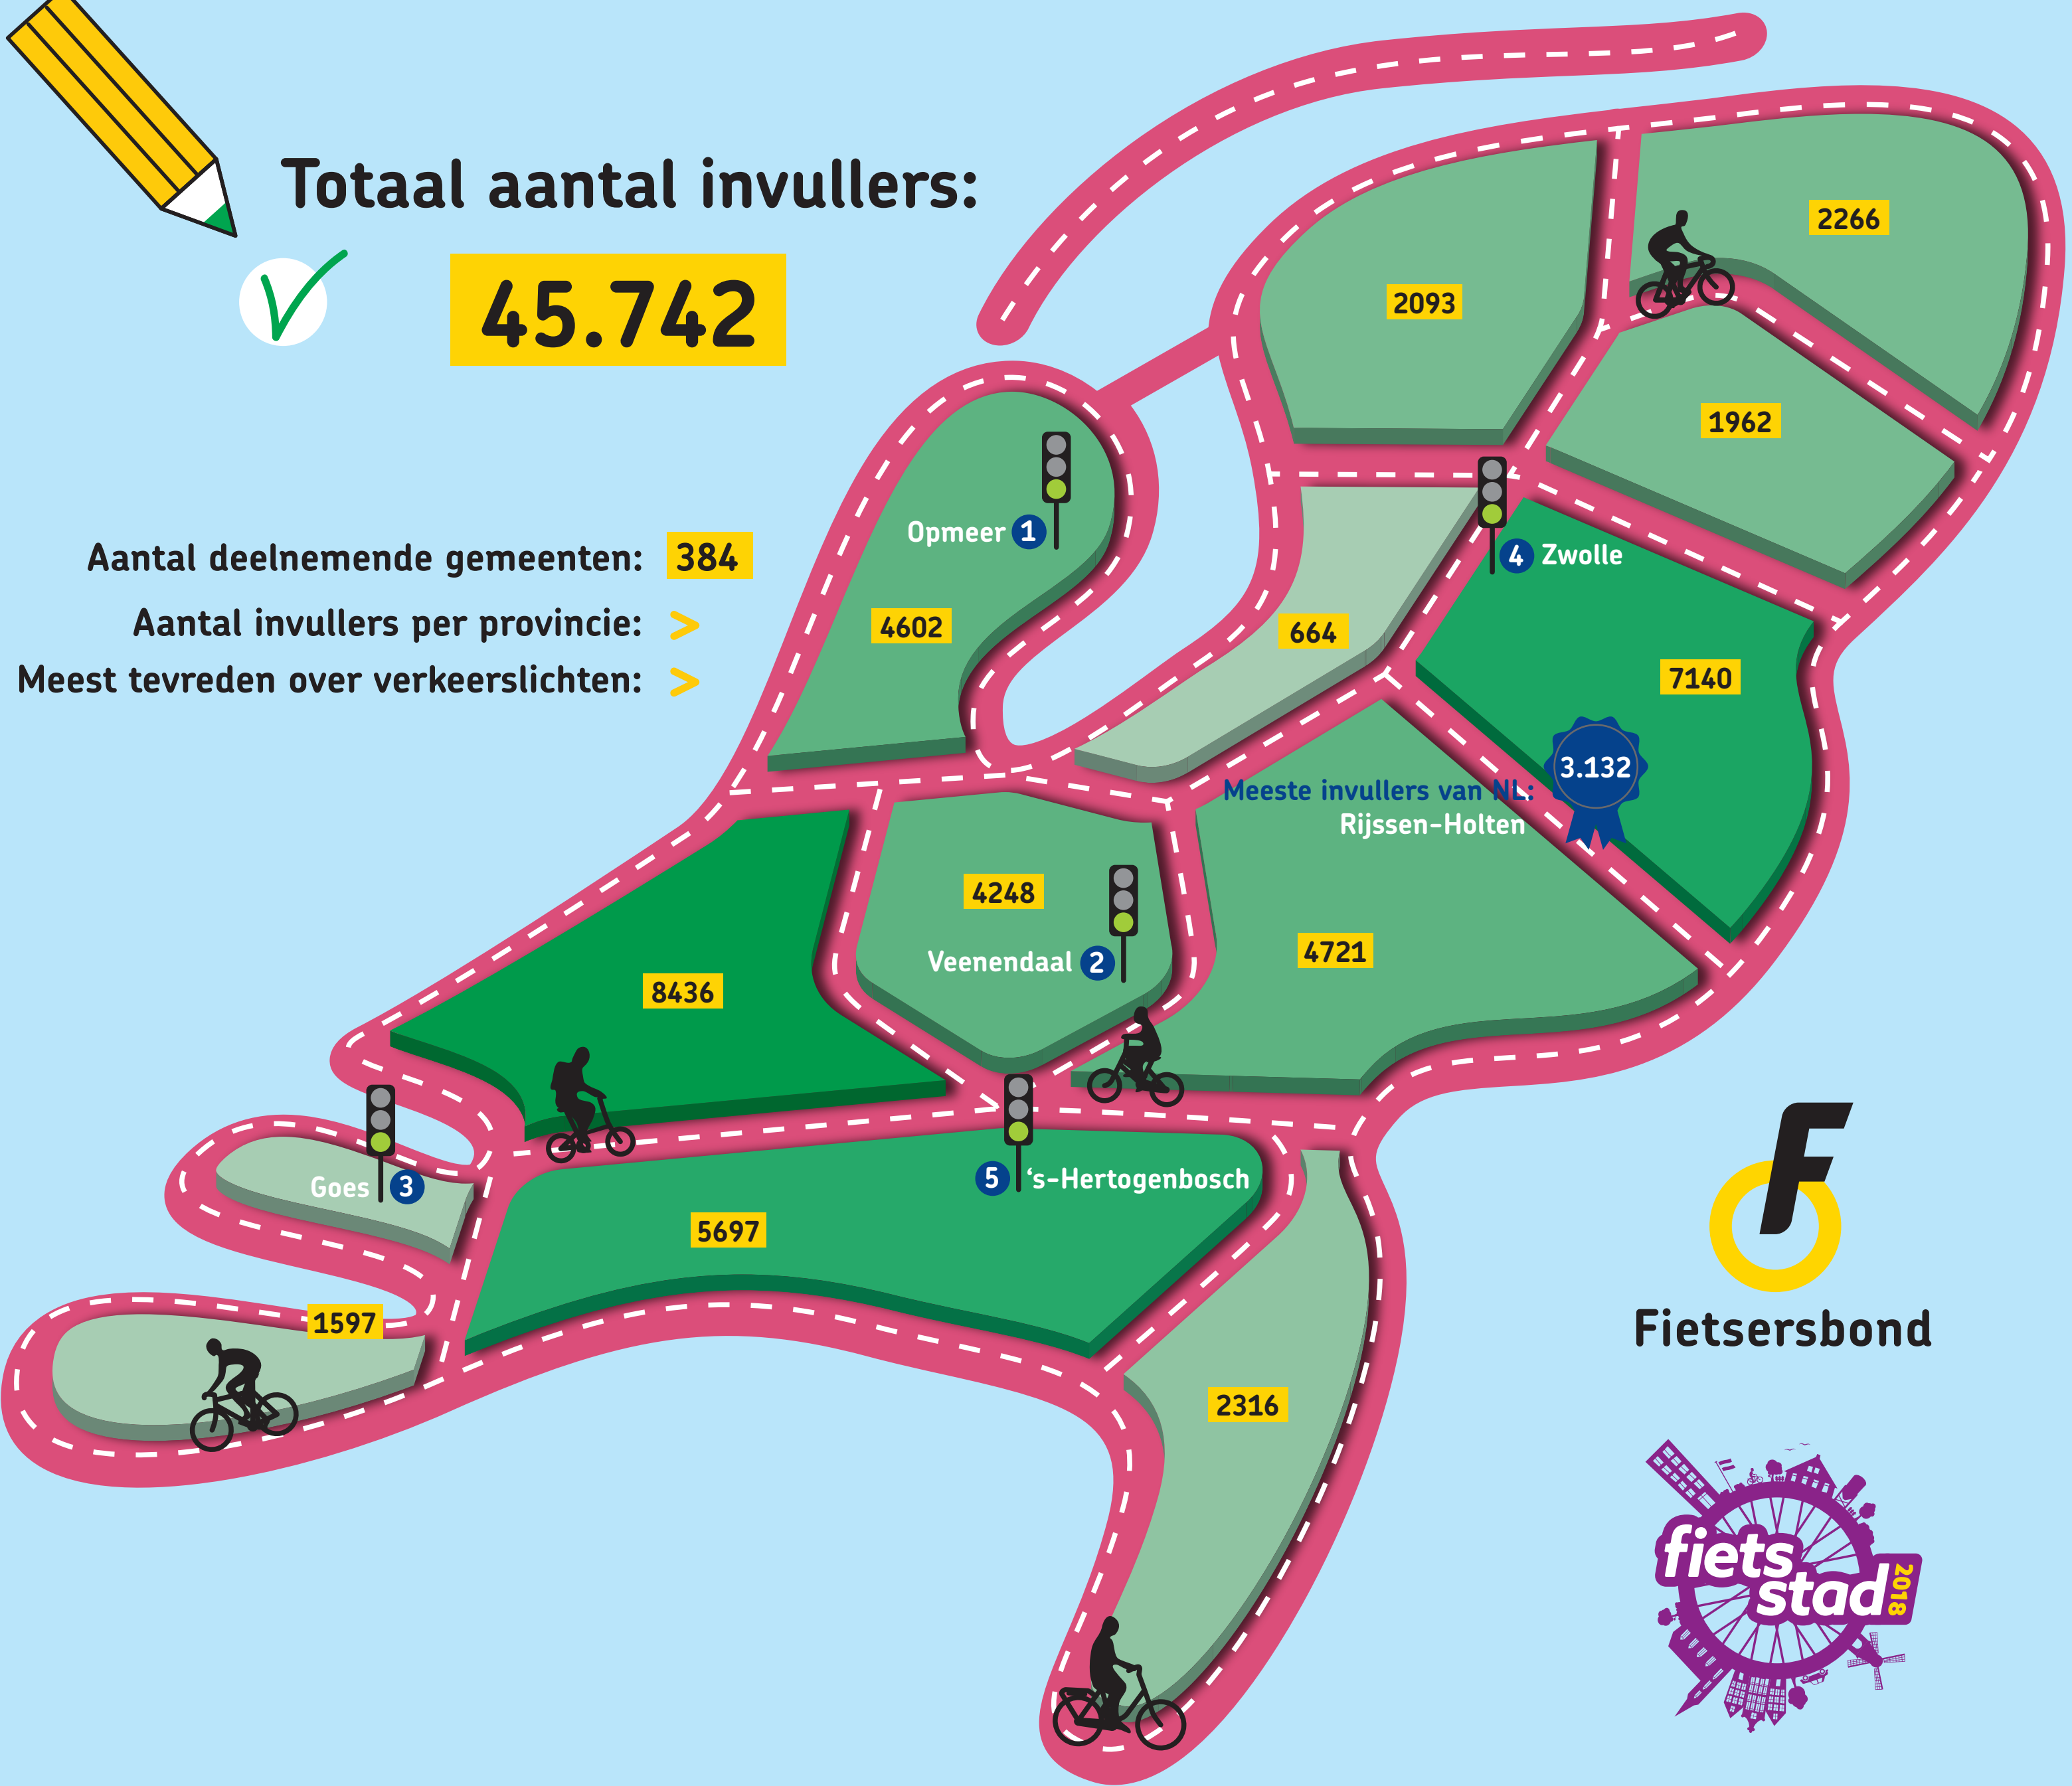 Totaal aantal invullers:
45.742
Aantal deelnemende gemeenten: 384
Aantal invullers per provincie: >
Meest tevreden over verkeerslichten: >
2266
2093
1962
Opmeer 1
4 Zwolle
4602
664
7140
3.132
Meeste invullers van NL:
Rijssen-Holten
4248
Veenendaal 2
4721
8436
Goes 3
5 ‘s-Hertogenbosch
5697
1597
2316
F
Fietsersbond
fiets
stad
2018